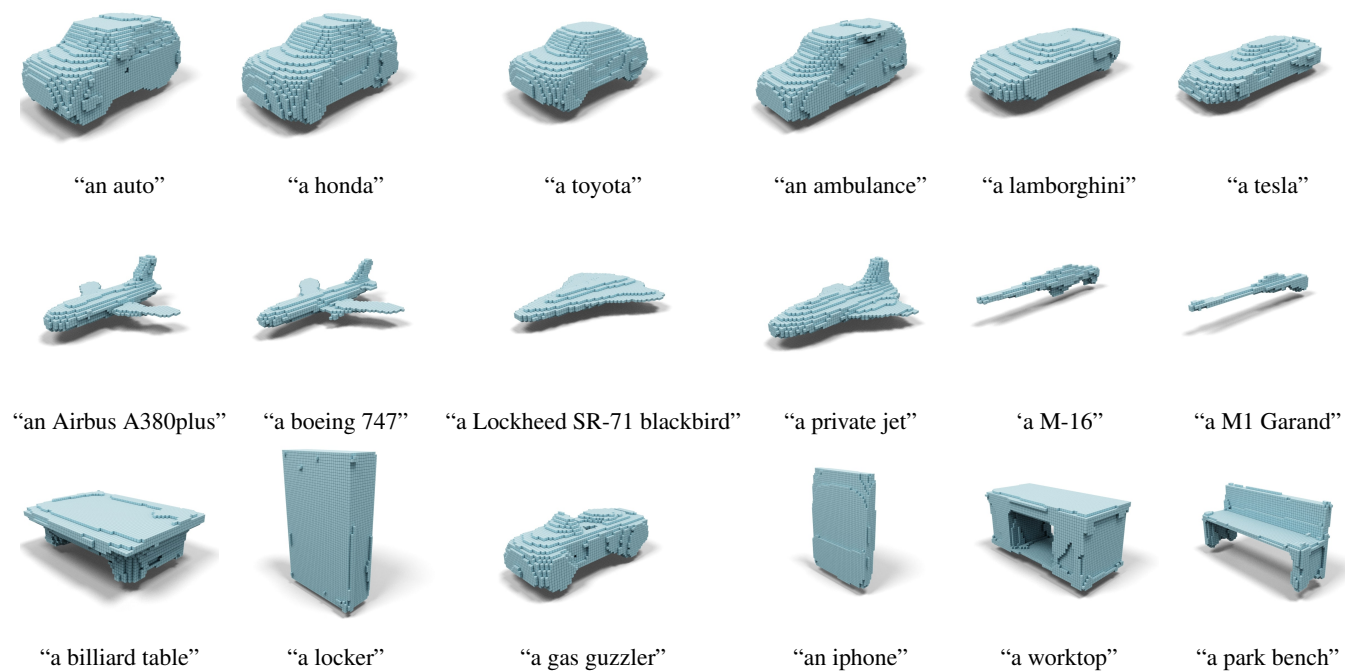 “an auto” “a honda” “a toyota” “an ambulance” “a lamborghini” “a tesla”
“an Airbus A380plus” “a boeing 747” “a Lockheed SR-71 blackbird” “a private jet” ‘a M-16” “a M1 Garand”
“a billiard table” “a locker” “a gas guzzler” “an iphone” “a worktop” “a park bench”